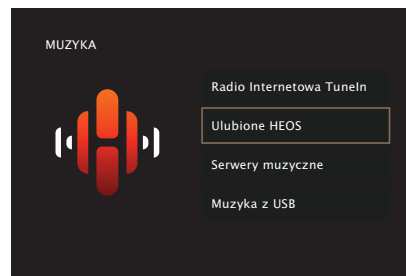 MUZYKA
Radio Internetowa TuneIn
Ulubione HEOS
Serwery muzyczne
Muzyka z USB